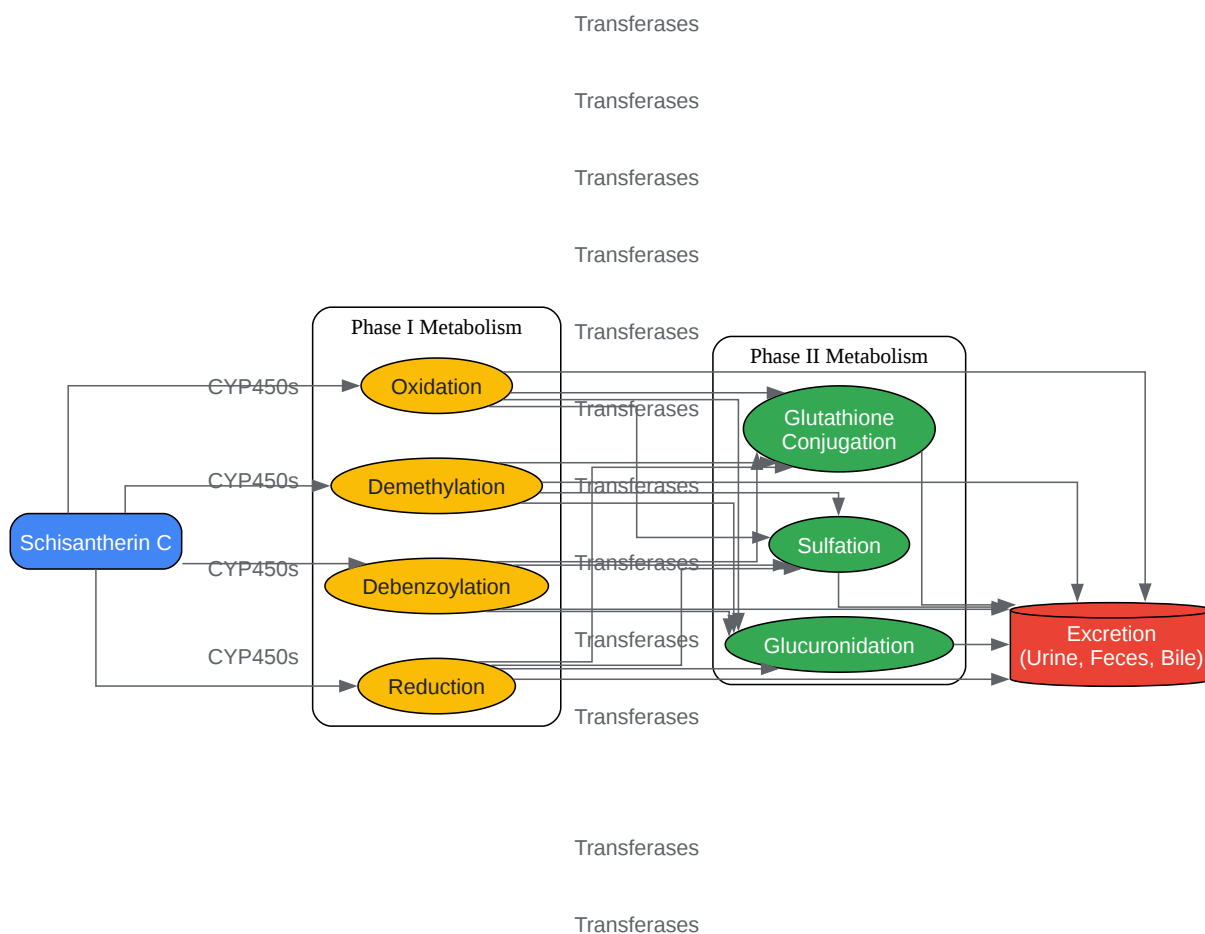 Transferases
Transferases
Transferases
Transferases
Phase I Metabolism
Transferases
Phase II Metabolism
CYP450s
Oxidation
Transferases
Glutathione
Conjugation
CYP450s
Demethylation
Transferases
Schisantherin C
Sulfation
CYP450s
Debenzoylation
Transferases
Excretion
(Urine, Feces, Bile)
Transferases
Glucuronidation
CYP450s
Reduction
Transferases
Transferases
Transferases